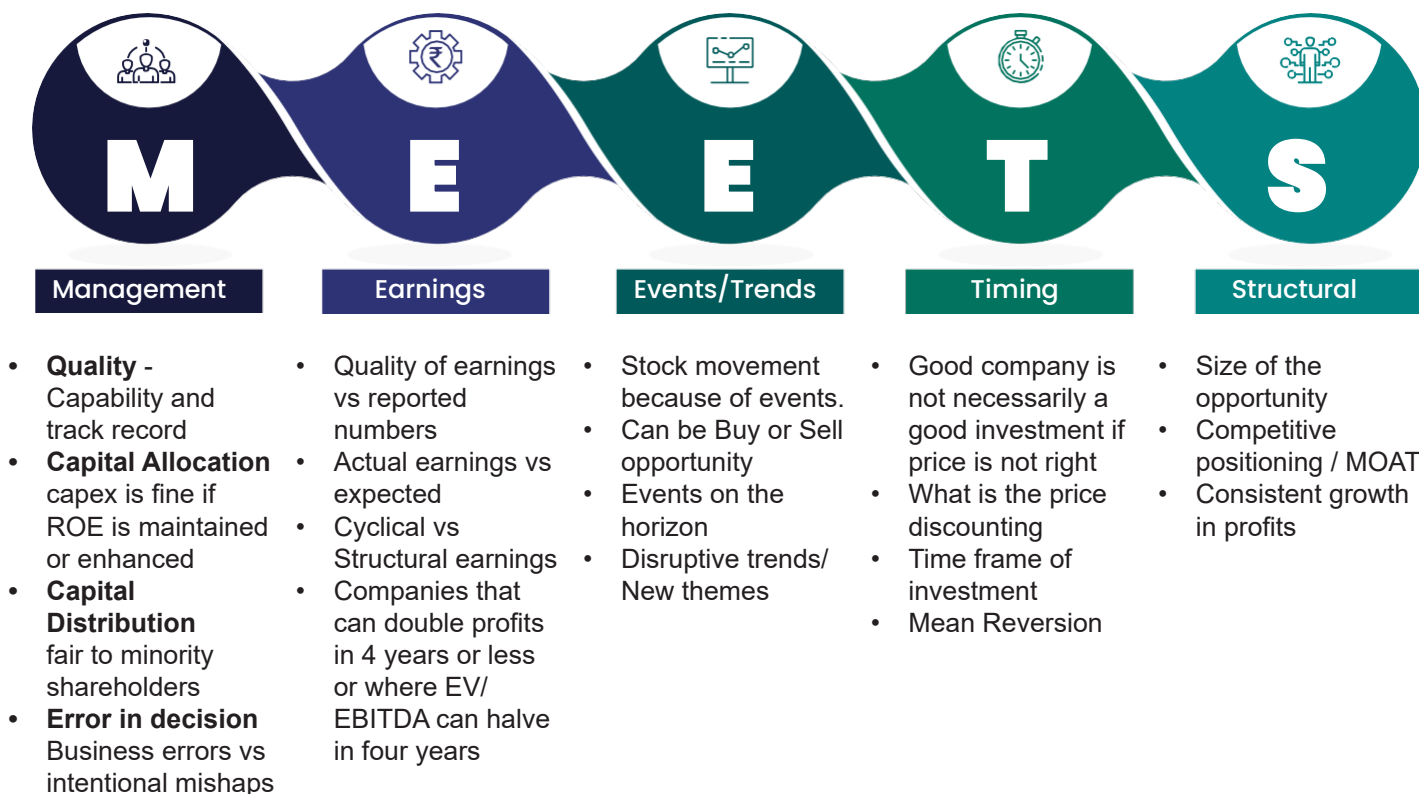 ₹
M
E
E
T
S
Management
Earnings
Events/Trends
Timing
Structural
• Quality -
Capability and
track record
• Capital Allocation
capex is fine if
ROE is maintained
or enhanced
• Capital
Distribution
fair to minority
shareholders
• Error in decision
Business errors vs
intentional mishaps
• Quality of earnings
vs reported
numbers
• Actual earnings vs
expected
• Cyclical vs
Structural earnings
• Companies that
can double profits
in 4 years or less
or where EV/
EBITDA can halve
in four years
• Stock movement
because of events.
• Can be Buy or Sell
opportunity
• Events on the
horizon
• Disruptive trends/
New themes
• Good company is
not necessarily a
good investment if
price is not right
• What is the price
discounting
• Time frame of
investment
• Mean Reversion
• Size of the
opportunity
• Competitive
positioning / MOAT
• Consistent growth
in profits